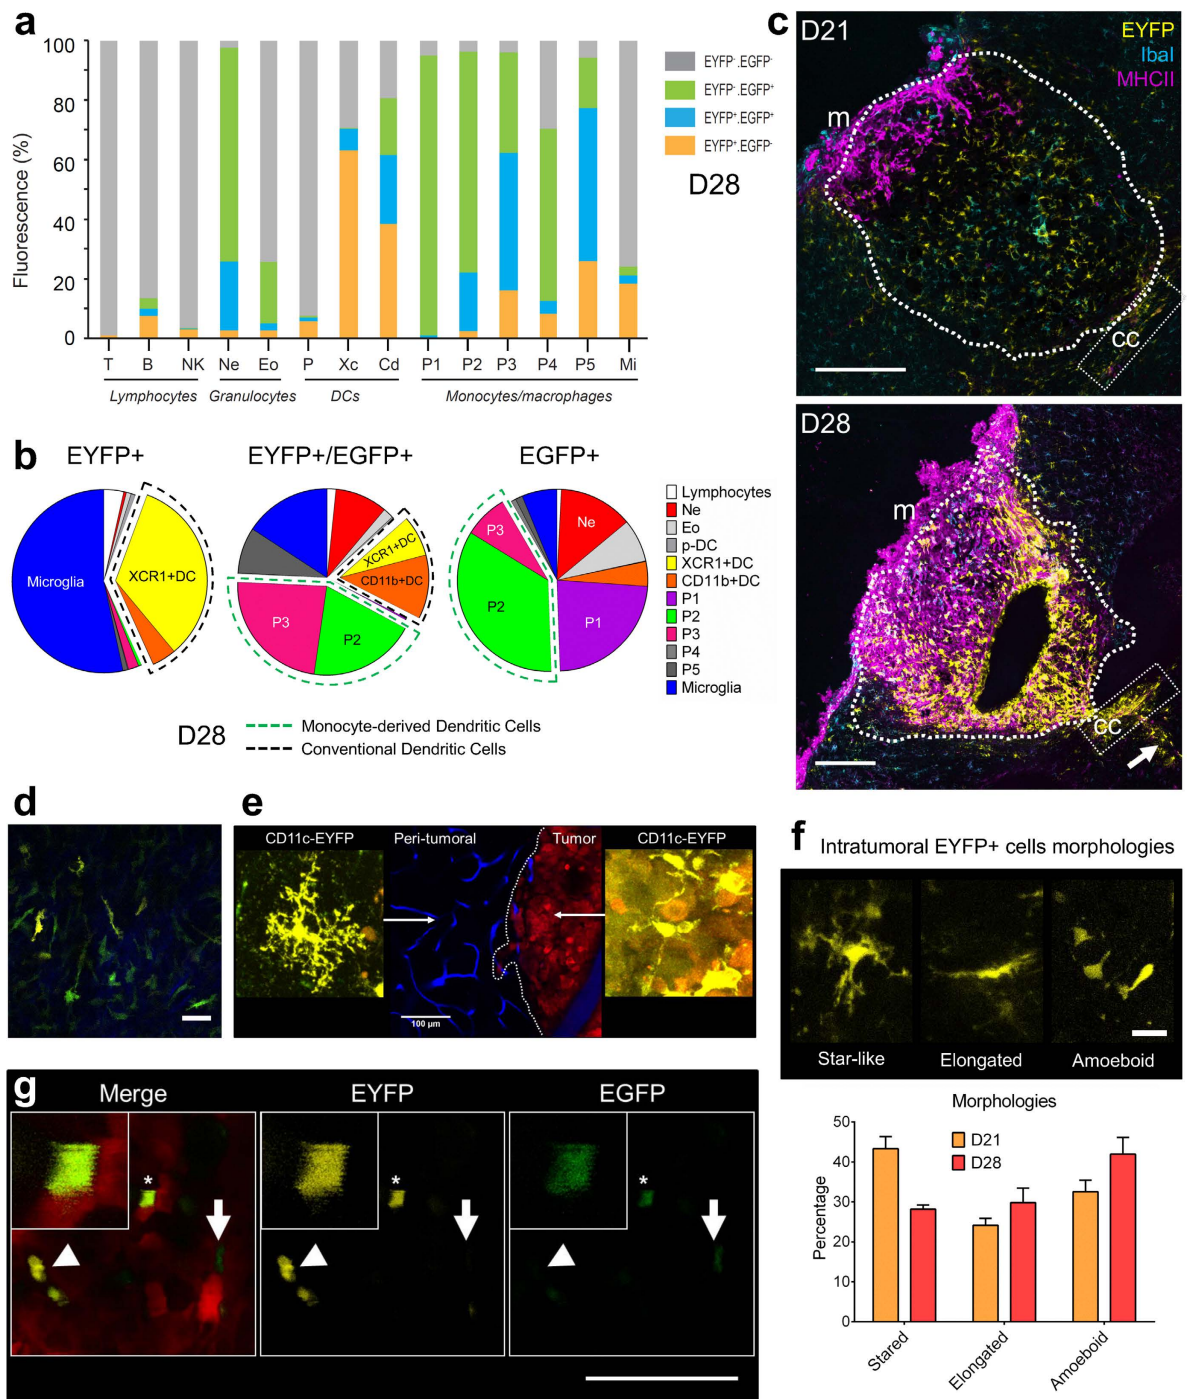 a
100
80
60
40
20
0
Fluorescence (%)
T B NK Ne Eo P Xc Cd P1 P2 P3 P4 P5 Mi
Lymphocytes Granulocytes DCs Monocytes/macrophages
EYFP-.EGFP-
EYFP-.EGFP+
EYFP+.EGFP+
EYFP+.EGFP-
D28
b
EYFP+ EYFP+/EGFP+ EGFP+
Microglia
XCR1+DC
XCR1+DC
CD11b+DC
P
P2
P3
Ne
P1
P2
P3
Lymphocytes
Ne
Eo
p-DC
XCR1+DC
CD11b+DC
P1
P2
P3
P4
P5
Microglia
D28
Monocyte-derived Dendritic Cells
Conventional Dendritic Cells
c
D21
EYFP
IbaI
MHCII
m
CC
D28
m
CC
d
e
CD11c-EYFP Peri-tumoral Tumor CD11c-EYFP
100 µm
f
Intratumoral EYFP+ cells morphologies
Star-like Elongated Amoeboid
Morphologies
50
40
30
20
10
0
Percentage
D21
D28
Stared
Elongated
Amoeboid
g
Merge EYFP EGFP
* * *